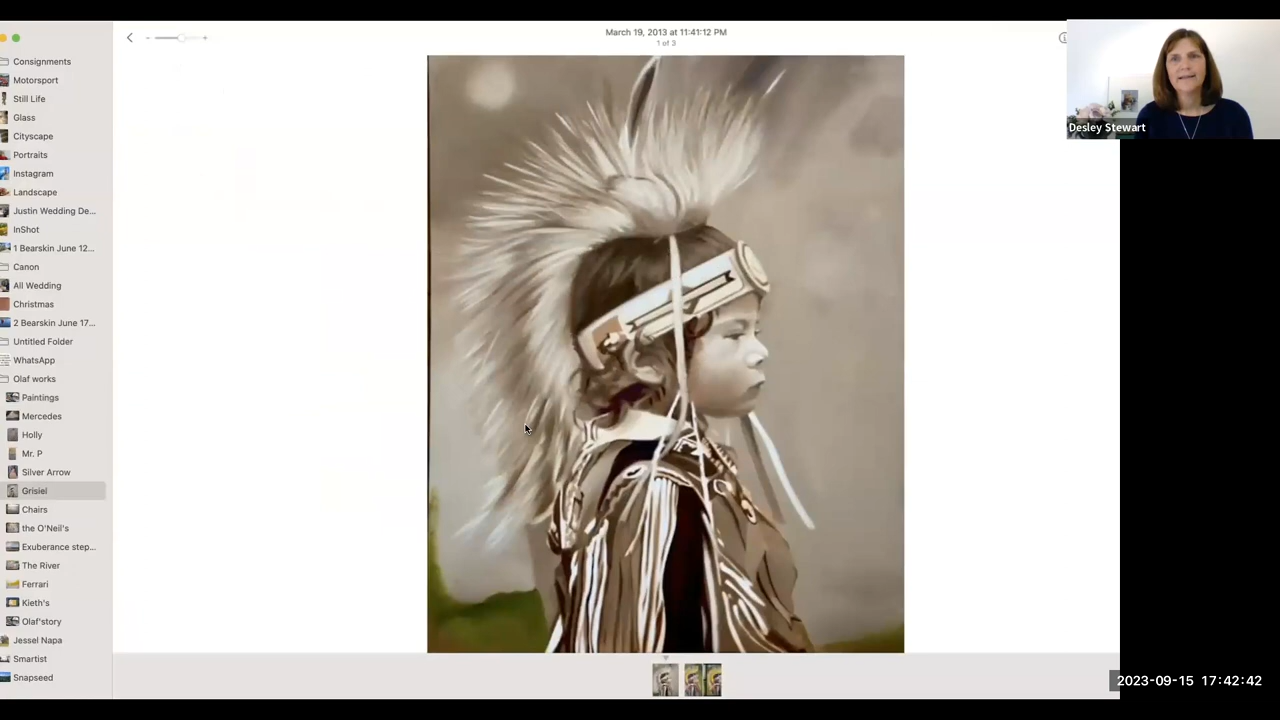 March 19, 2013 at 11:41:12 PM
1 of 3
Consignments
Motorsport
Still Life
Glass
Cityscape
Portraits
Instagram
Landscape
Justin Wedding De...
InShot
1 Bearskin June 12...
Canon
All Wedding
Christmas
2 Bearskin June 17...
Untitled Folder
WhatsApp
Olaf works
Paintings
Mercedes
Holly
Mr. P
Silver Arrow
Grisiel
Chairs
the O'Neil's
Exuberance step...
The River
Ferrari
Kieth's
Olaf'story
Jessel Napa
Smartist
Snapseed
Desley Stewart
2023-09-15 17:42:42